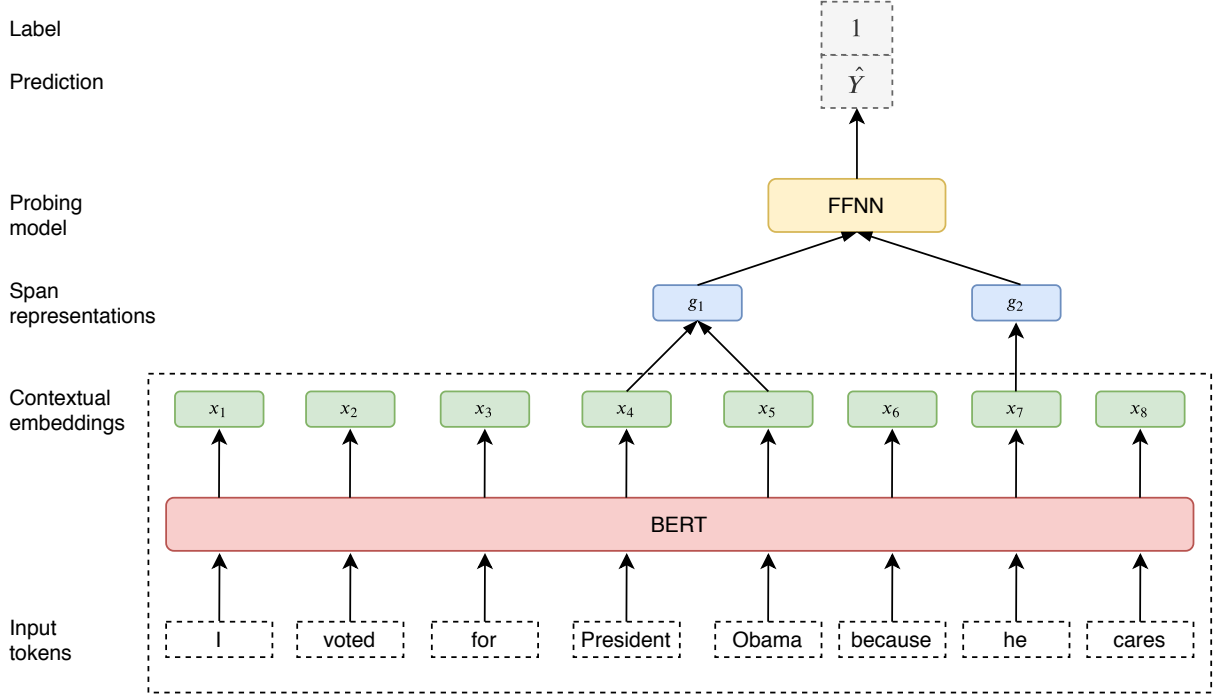 Label
1
Prediction
Ŷ
Probing
model
FFNN
Span
representations
g₁
g₂
Contextual
embeddings
x₁ x₂ x₃ x₄ x₅ x₆ x₇ x₈
BERT
Input
tokens
I voted for President Obama because he cares